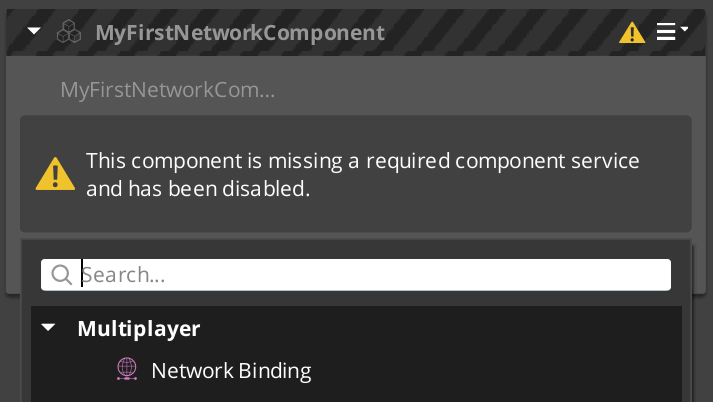 MyFirstNetworkComponent
MyFirstNetworkCom...
This component is missing a required component service
and has been disabled.
Search...
Multiplayer
Network Binding